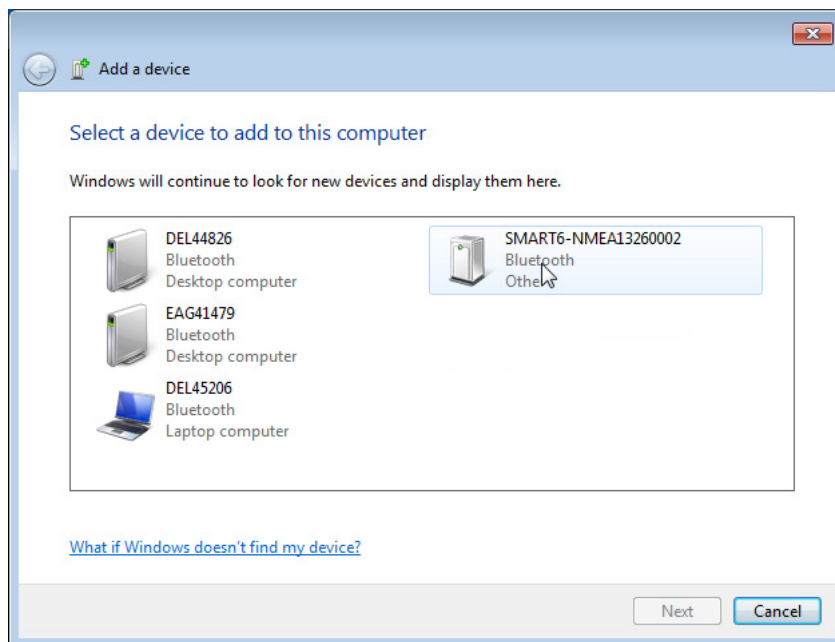 Add a device
Select a device to add to this computer
Windows will continue to look for new devices and display them here.
DEL44826
Bluetooth
Desktop computer
EAG41479
Bluetooth
Desktop computer
DEL45206
Bluetooth
Laptop computer
SMART6-NMEA13260002
Bluetooth
Other
What if Windows doesn't find my device?
Next
Cancel